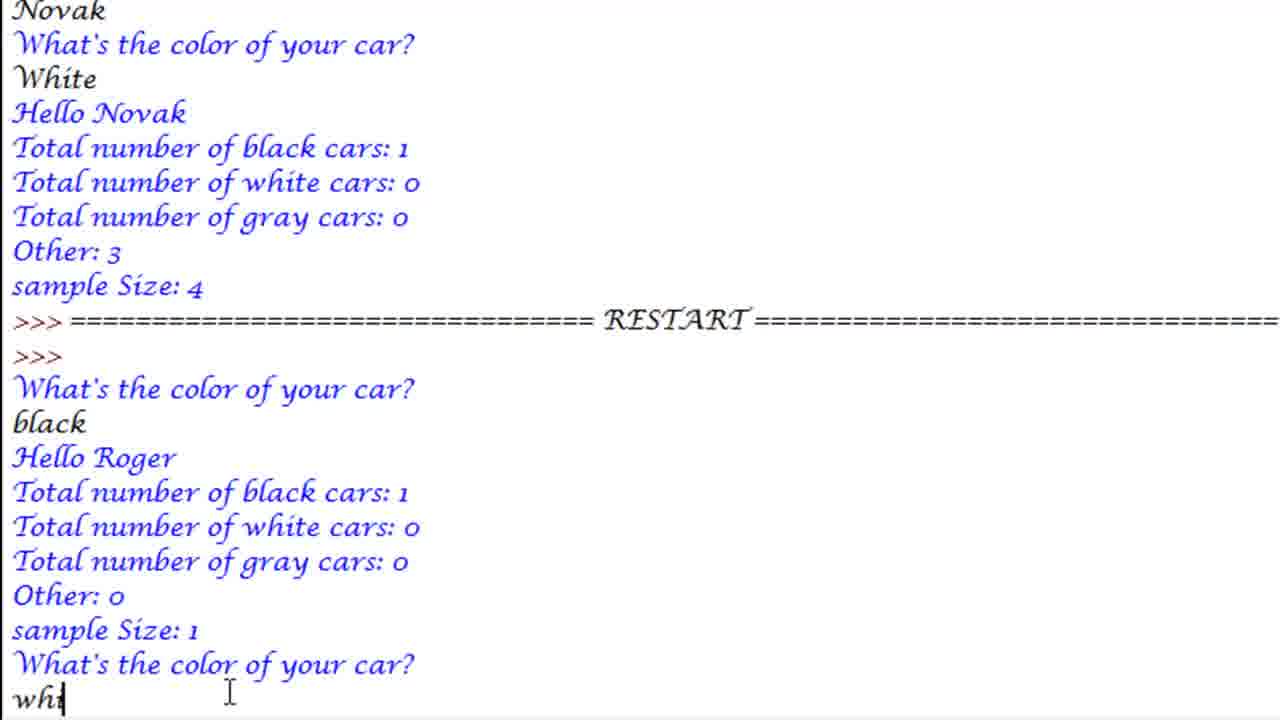 Novak
What's the color of your car?
White
Hello Novak
Total number of black cars: 1
Total number of white cars: 0
Total number of gray cars: 0
Other: 3
sample Size: 4
>>> ================================ RESTART ================================
>>>
What's the color of your car?
black
Hello Roger
Total number of black cars: 1
Total number of white cars: 0
Total number of gray cars: 0
Other: 0
sample Size: 1
What's the color of your car?
whi